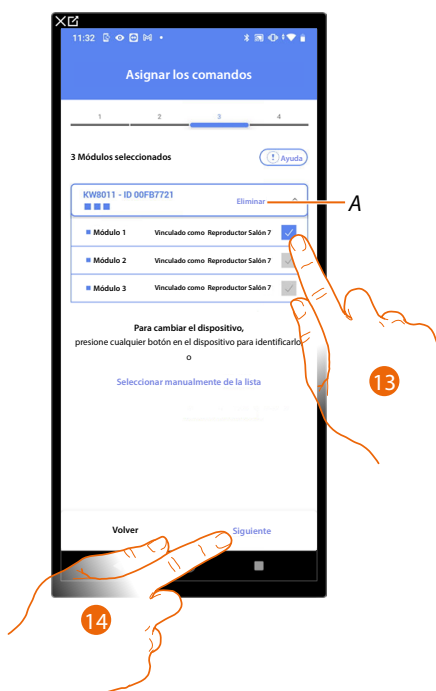 11:32
Asignar los comandos
1 2 3 4
3 Módulos seleccionados
Ayuda
KW8011 - ID 00FB7721
Eliminar
A
Módulo 1 Vinculado como Reproductor Salón 7
Módulo 2 Vinculado como Reproductor Salón 7
Módulo 3 Vinculado como Reproductor Salón 7
Para cambiar el dispositivo,
presione cualquier botón en el dispositivo para identificarlo
o
13
Seleccionar manualmente de la lista
Volver
Siguiente
14